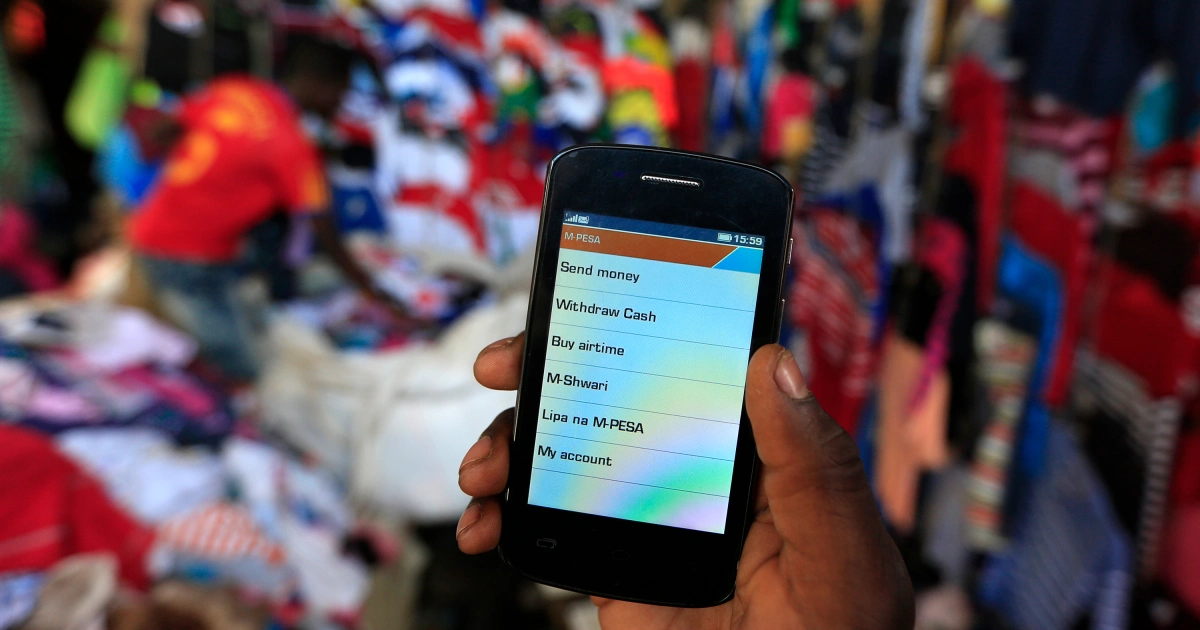 15:59
M-PESA
Send money
Withdraw Cash
Buy airtime
M-Shwari
Lipa na M-PESA
My account